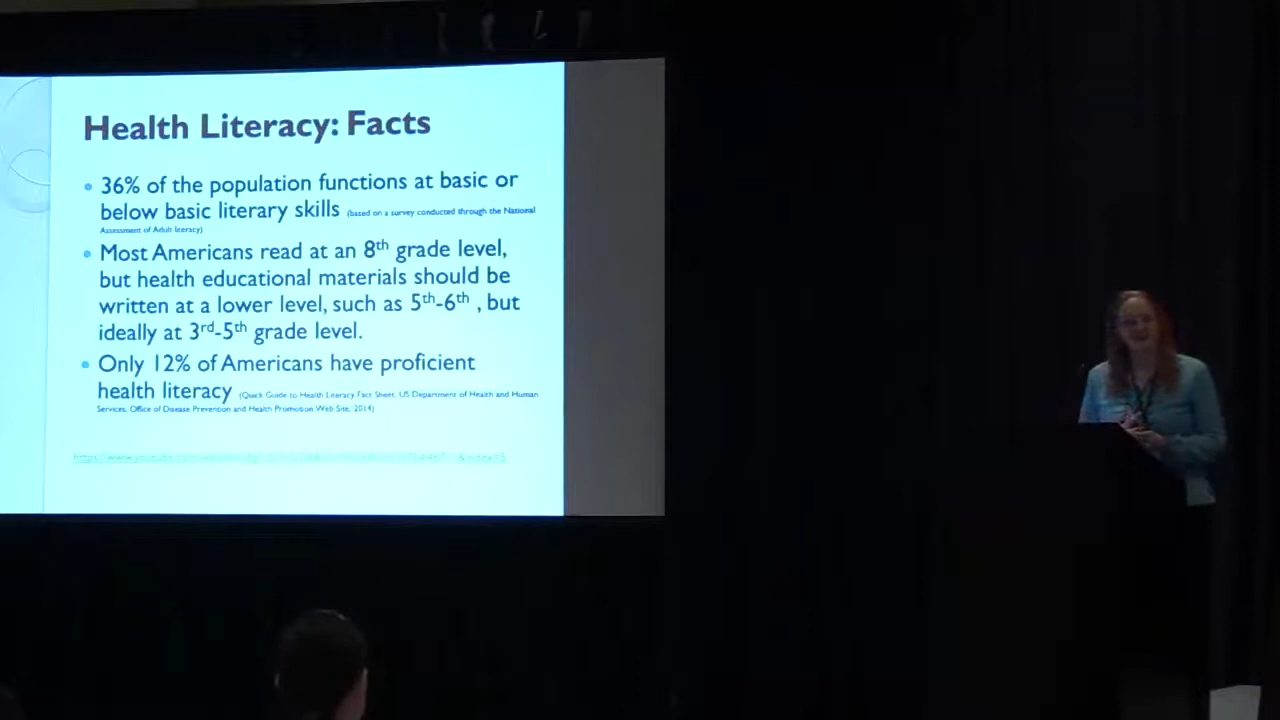 Health Literacy: Facts
• 36% of the population functions at basic or
below basic literary skills (based on a survey conducted through the National
Assessment of Adult literacy)
• Most Americans read at an 8th grade level,
but health educational materials should be
written at a lower level, such as 5th-6th , but
ideally at 3rd-5th grade level.
• Only 12% of Americans have proficient
health literacy (Quick Guide to Health Literacy Fact Sheet, US Department of Health and Human
Services, Office of Disease Prevention and Health Promotion Web Site, 2014)